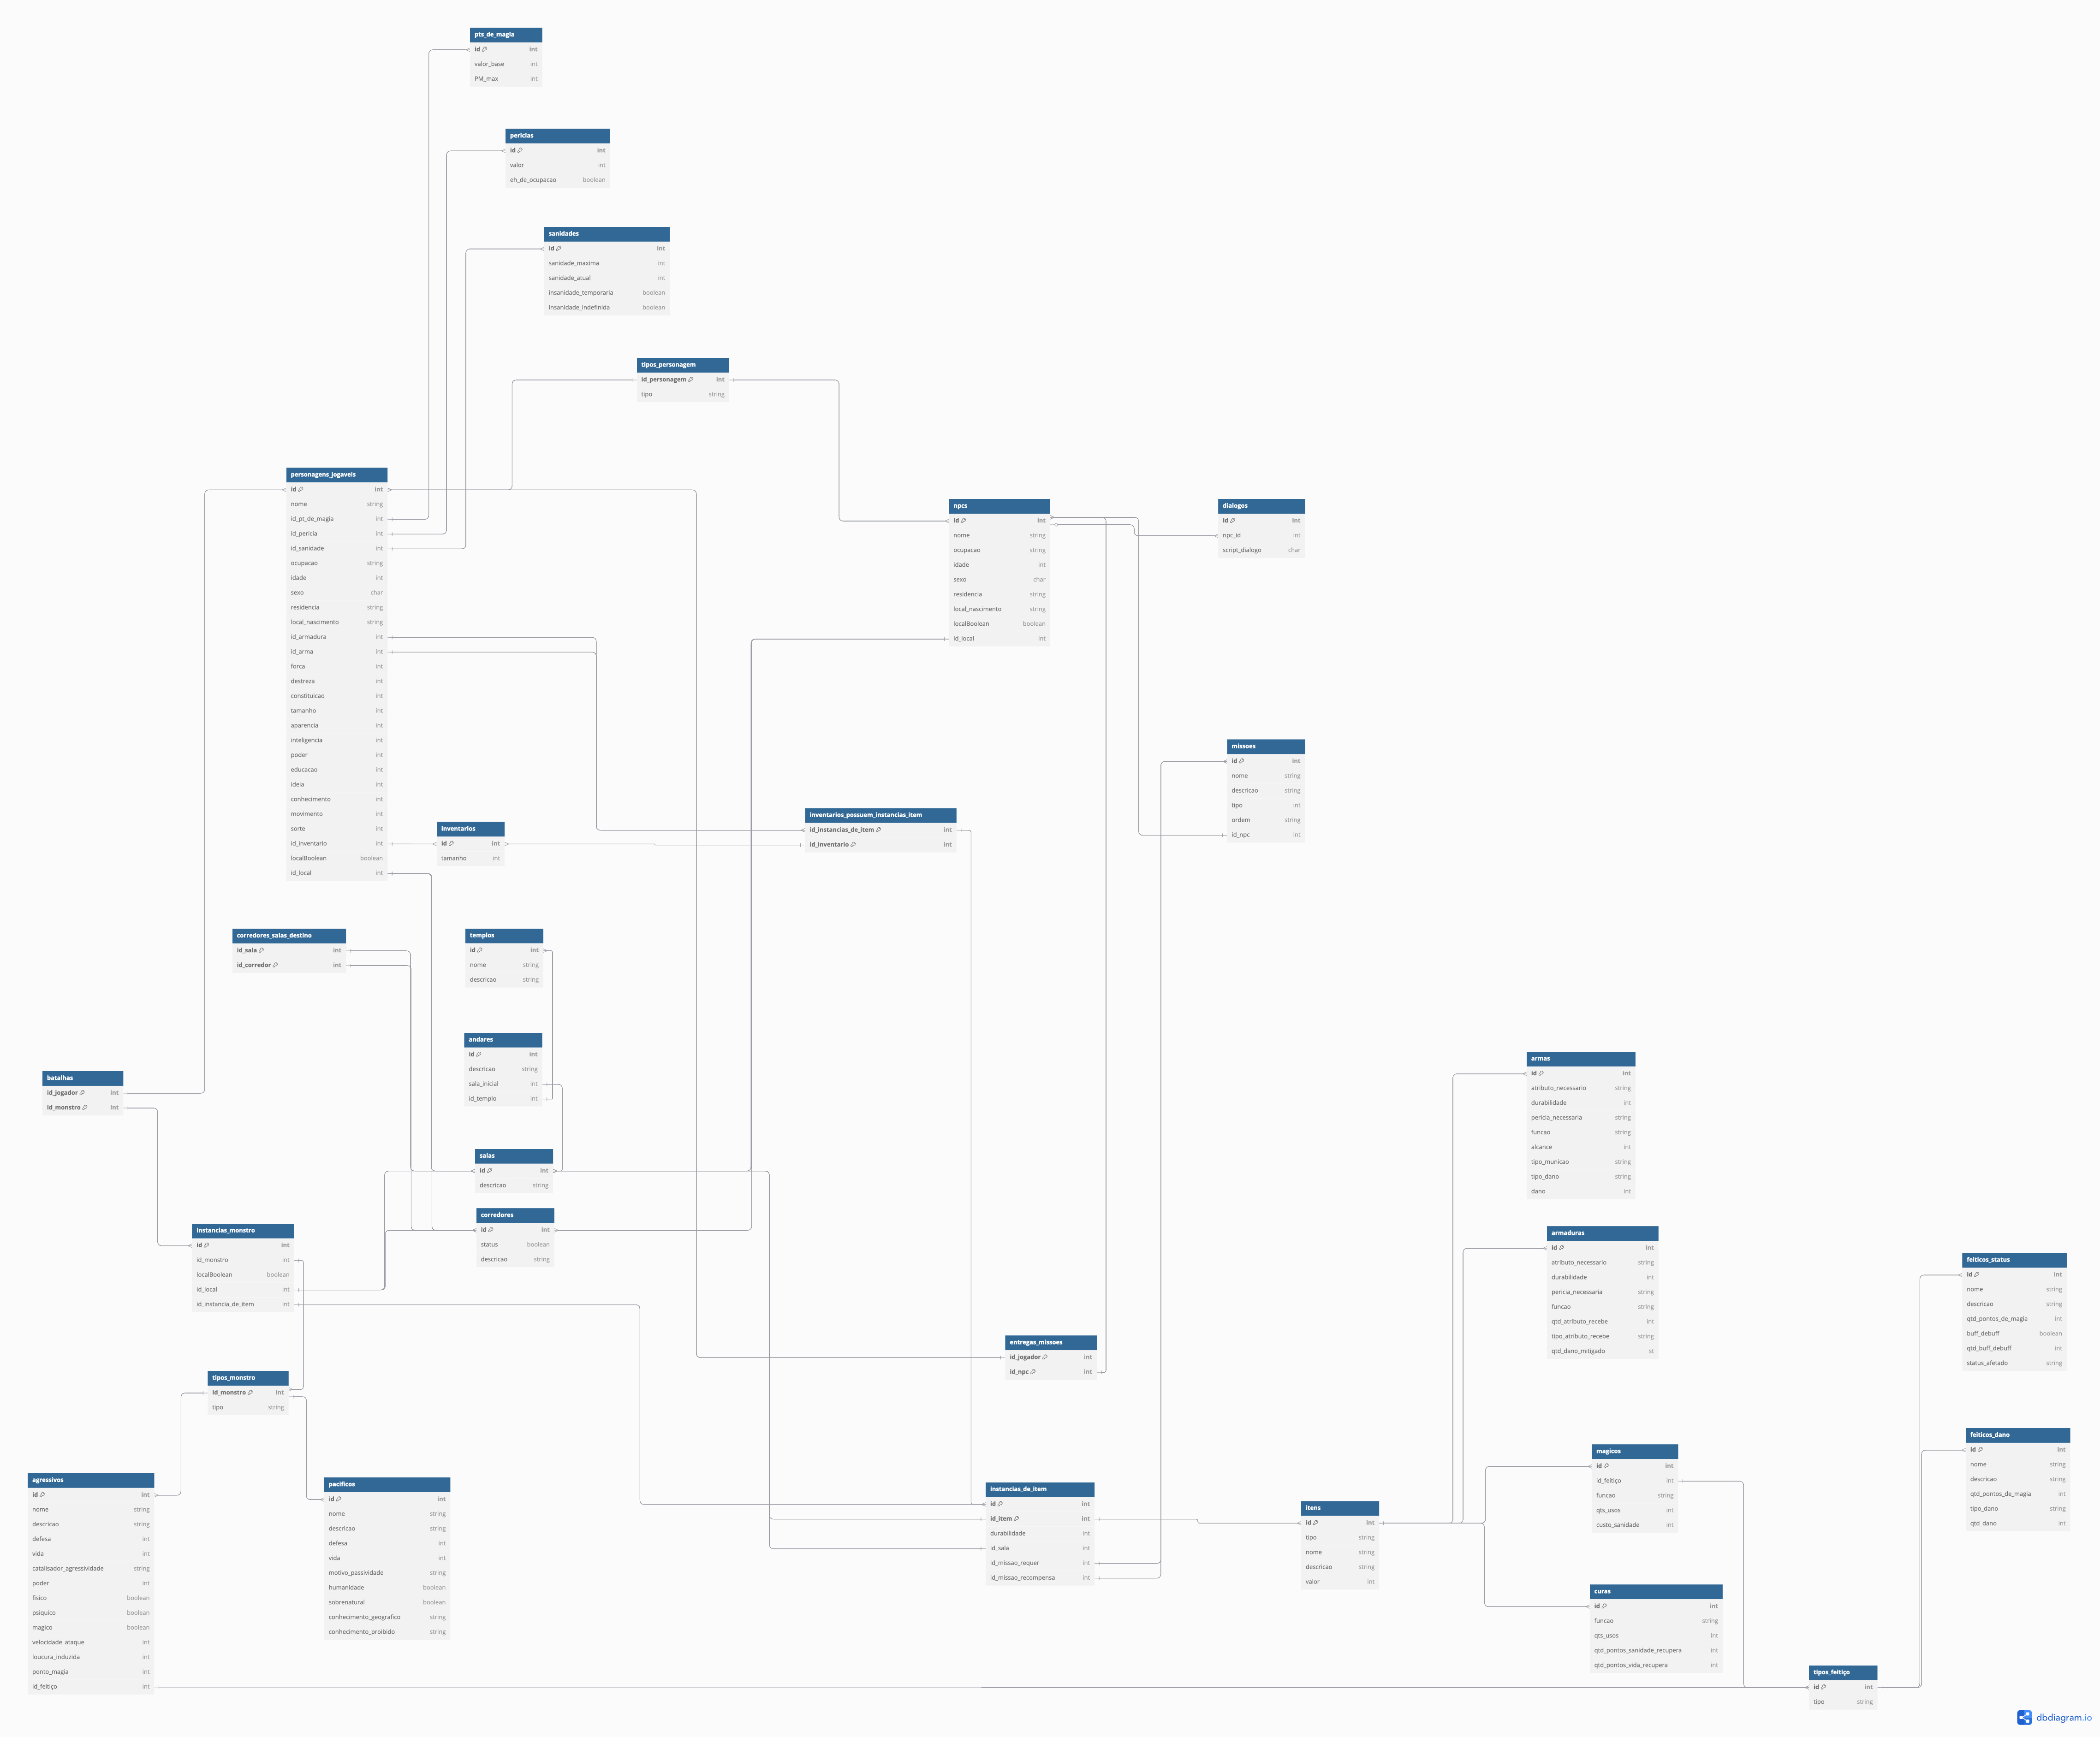 pts_de_magia
id int
valor_base int
PM_max int
pericias
id int
valor int
eh_de_ocupacao boolean
sanidades
id int
sanidade_maxima int
sanidade_atual int
insanidade_temporaria boolean
insanidade_indefinida boolean
tipos_personagem
id_personagem int
tipo string
personagens_jogaveis
id int
nome string
id_pt_de_magia int
id_pericia int
id_sanidade int
ocupacao string
idade int
sexo char
residencia string
local_nascimento string
id_armadura int
id_arma int
forca int
destreza int
constituicao int
tamanho int
aparencia int
inteligencia int
poder int
educacao int
ideia int
conhecimento int
movimento int
sorte int
id_inventario int
localBoolean boolean
id_local int
npcs
id int
nome string
ocupacao string
idade int
sexo char
residencia string
local_nascimento string
localBoolean boolean
id_local int
dialogos
id int
npc_id int
script_dialogo char
missoes
id int
nome string
descricao string
tipo int
ordem string
id_npc int
inventarios
id int
tamanho int
inventarios_possuem_instancias_item
id_instancias_de_item int
id_inventario int
corredores_salas_destino
id_sala int
id_corredor int
templos
id int
nome string
descricao string
andares
id int
descricao string
sala_inicial int
id_templo int
batalhas
id_jogador int
id_monstro int
salas
id int
descricao string
corredores
id int
status boolean
descricao string
instancias_monstro
id int
id_monstro int
localBoolean boolean
id_local int
id_instancia_de_item int
tipos_monstro
id_monstro int
tipo string
agressivos
id int
nome string
descricao string
defesa int
vida int
catalisador_agressividade string
poder int
fisico boolean
psiquico boolean
magico boolean
velocidade_ataque int
loucura_induzida int
ponto_magia int
id_feitiço int
pacificos
id int
nome string
descricao string
defesa int
vida int
motivo_passividade string
humanidade boolean
sobrenatural boolean
conhecimento_geografico string
conhecimento_proibido string
entregas_missoes
id_jogador int
id_npc int
instancias_de_item
id int
id_item int
durabilidade int
id_sala int
id_missao_requer int
id_missao_recompensa int
itens
id int
tipo string
nome string
descricao string
valor int
armas
id int
atributo_necessario string
durabilidade int
pericia_necessaria string
funcao string
alcance int
tipo_municao string
tipo_dano string
dano int
armaduras
id int
atributo_necessario string
durabilidade int
pericia_necessaria string
funcao string
qtd_atributo_recebe int
tipo_atributo_recebe string
qtd_dano_mitigado st
magicos
id int
id_feitiço int
funcao string
qts_usos int
custo_sanidade int
curas
id int
funcao string
qts_usos int
qtd_pontos_sanidade_recupera int
qtd_pontos_vida_recupera int
feiticos_status
id int
nome string
descricao string
qtd_pontos_de_magia int
buff_debuff boolean
qtd_buff_debuff int
status_afetado string
feiticos_dano
id int
nome string
descricao string
qtd_pontos_de_magia int
tipo_dano string
qtd_dano int
tipos_feitiço
id int
tipo string
dbdiagram.io